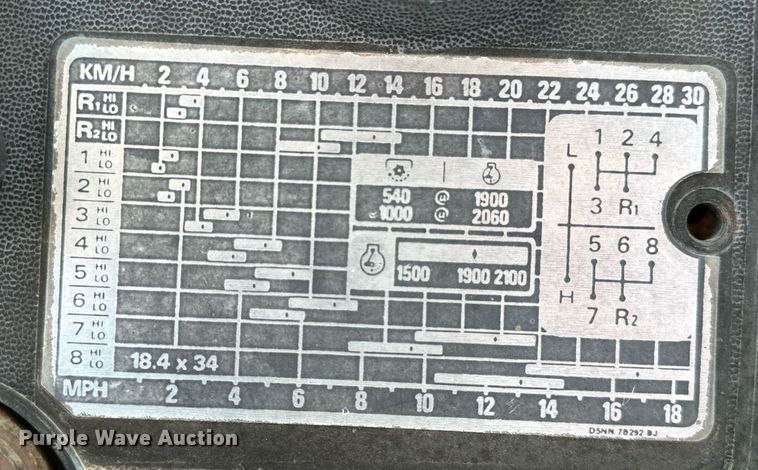 KM/H 2 4 6 8 10 12 14 16 18 20 22 24 26 28 30
R1 HI LO
R2 HI LO
1 HI LO
2 HI LO
3 HI LO
4 HI LO
5 HI LO
6 HI LO
7 HI LO
8 HI LO
540 @ 1900
1000 @ 2060
1500 1900 2100
L 1 2 4
3 R1
5 6 8
H 7 R2
18.4 x 34
MPH 2 4 6 8 10 12 14 16 18
D5NN 7B292 BJ
Purple Wave Auction